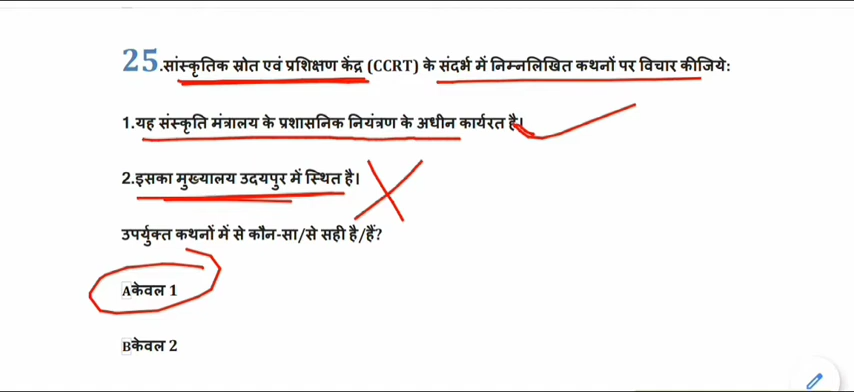 25.सांस्कृतिक स्रोत एवं प्रशिक्षण केंद्र (CCRT) के संदर्भ में निम्नलिखित कथनों पर विचार कीजिये:
1.यह संस्कृति मंत्रालय के प्रशासनिक नियंत्रण के अधीन कार्यरत है।
2.इसका मुख्यालय उदयपुर में स्थित है।
उपर्युक्त कथनों में से कौन-सा/से सही है/हैं?
Aकेवल 1
Bकेवल 2